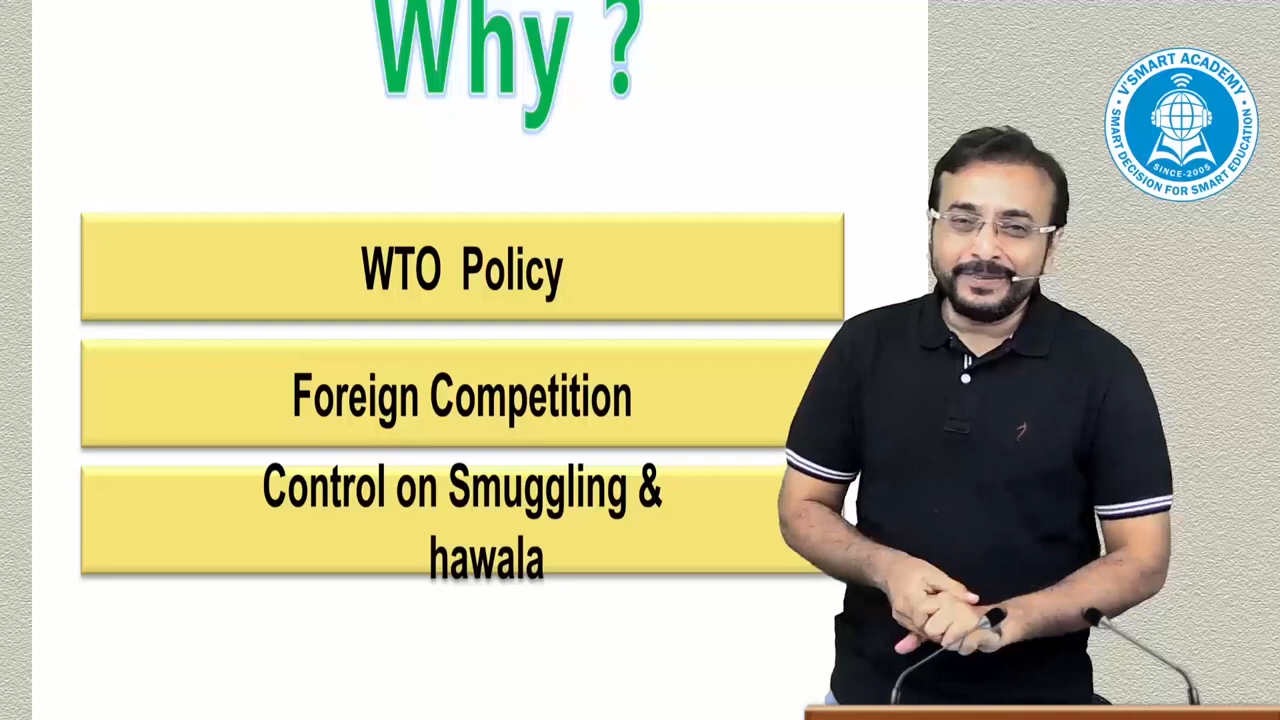 Why ?
V'SMART ACADEMY
SINCE-2005
SMART DECISION FOR SMART EDUCATION
WTO Policy
Foreign Competition
Control on Smuggling &
hawala